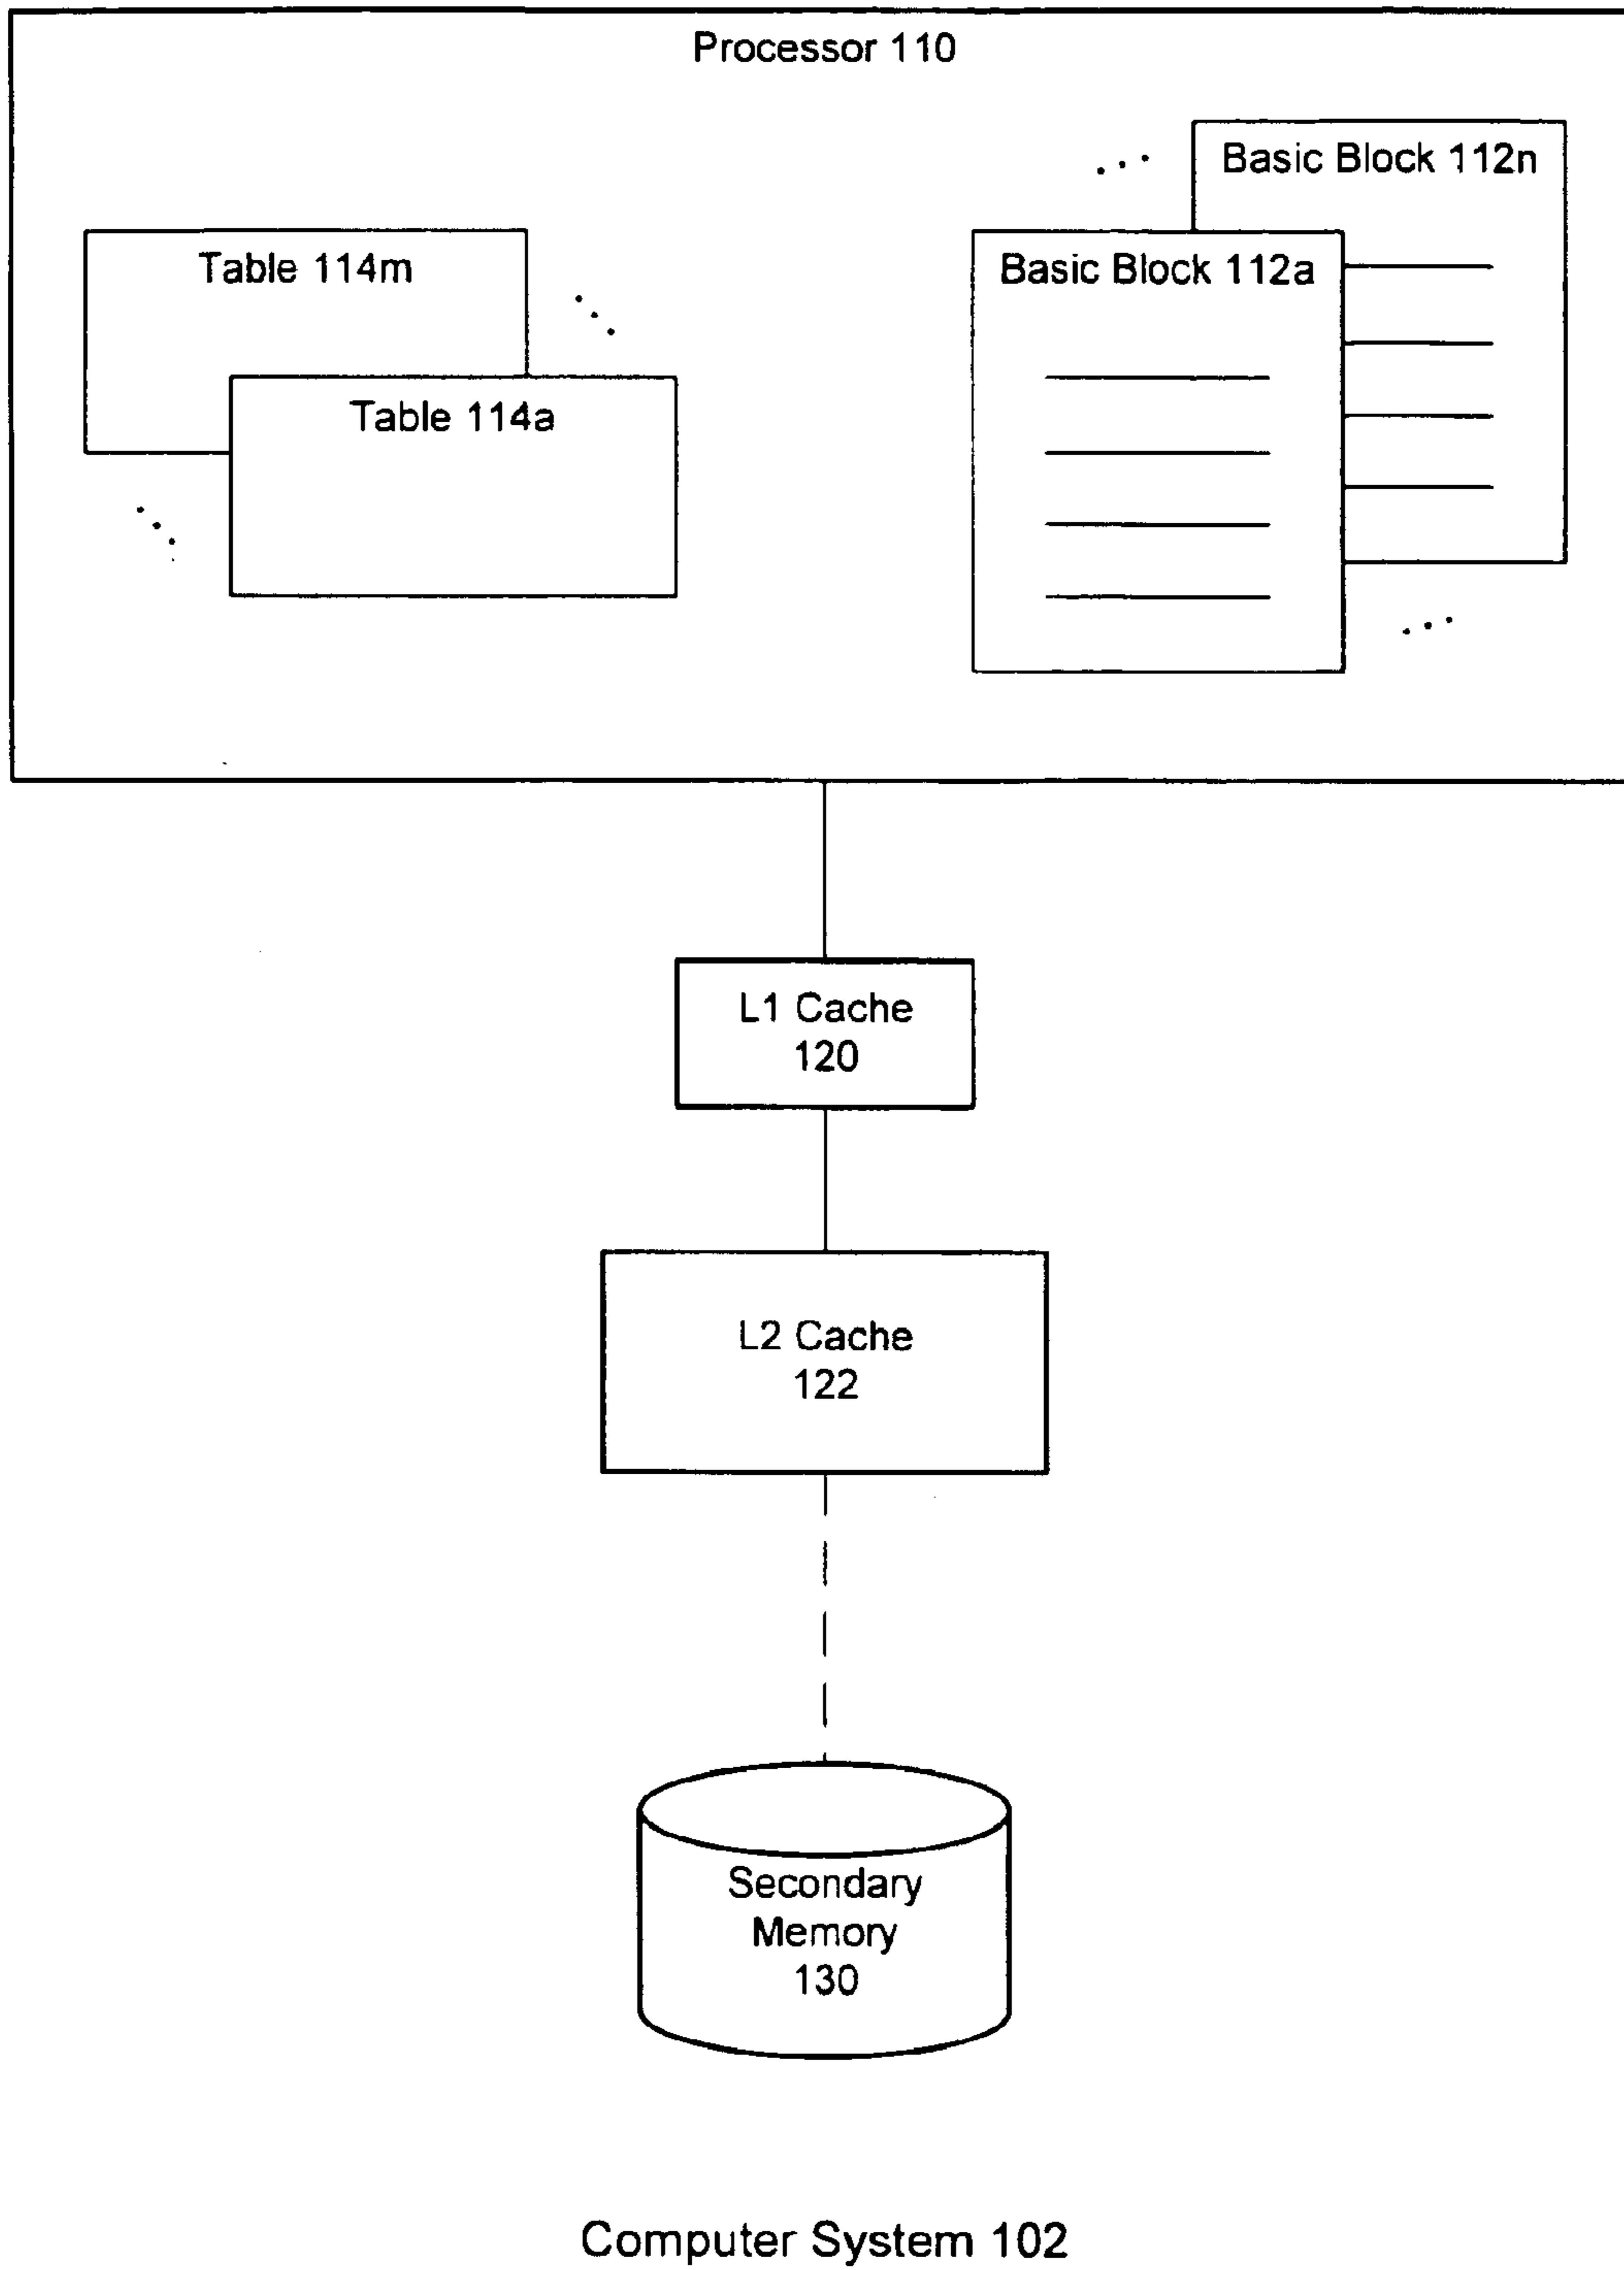 Processor 110
Basic Block 112n
Table 114m
Basic Block 112a
Table 114a
L1 Cache
120
L2 Cache
122
Secondary
Memory
130
Computer System 102